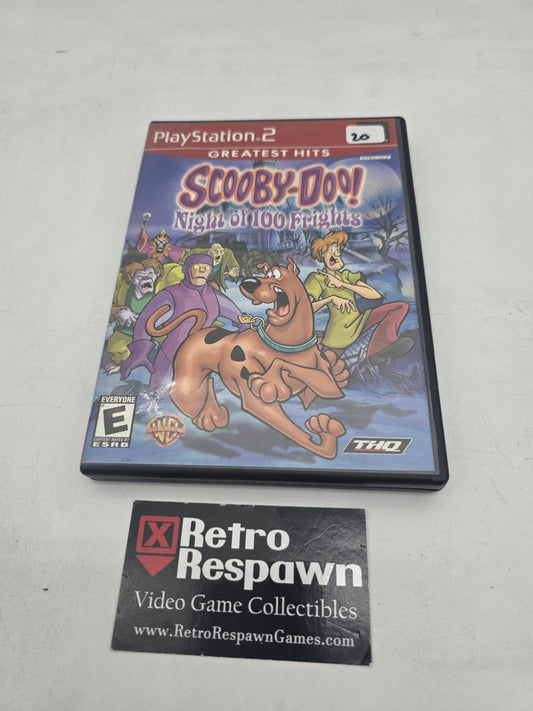 PlayStation 2
20
GREATEST HITS
SCOOBY-DOO!
Night of 100 Frights
EVERYONE
E
CONTENT RATED BY
ESRB
WB
THQ
X Retro
Respawn
Video Game Collectibles
www.RetroRespawnGames.com